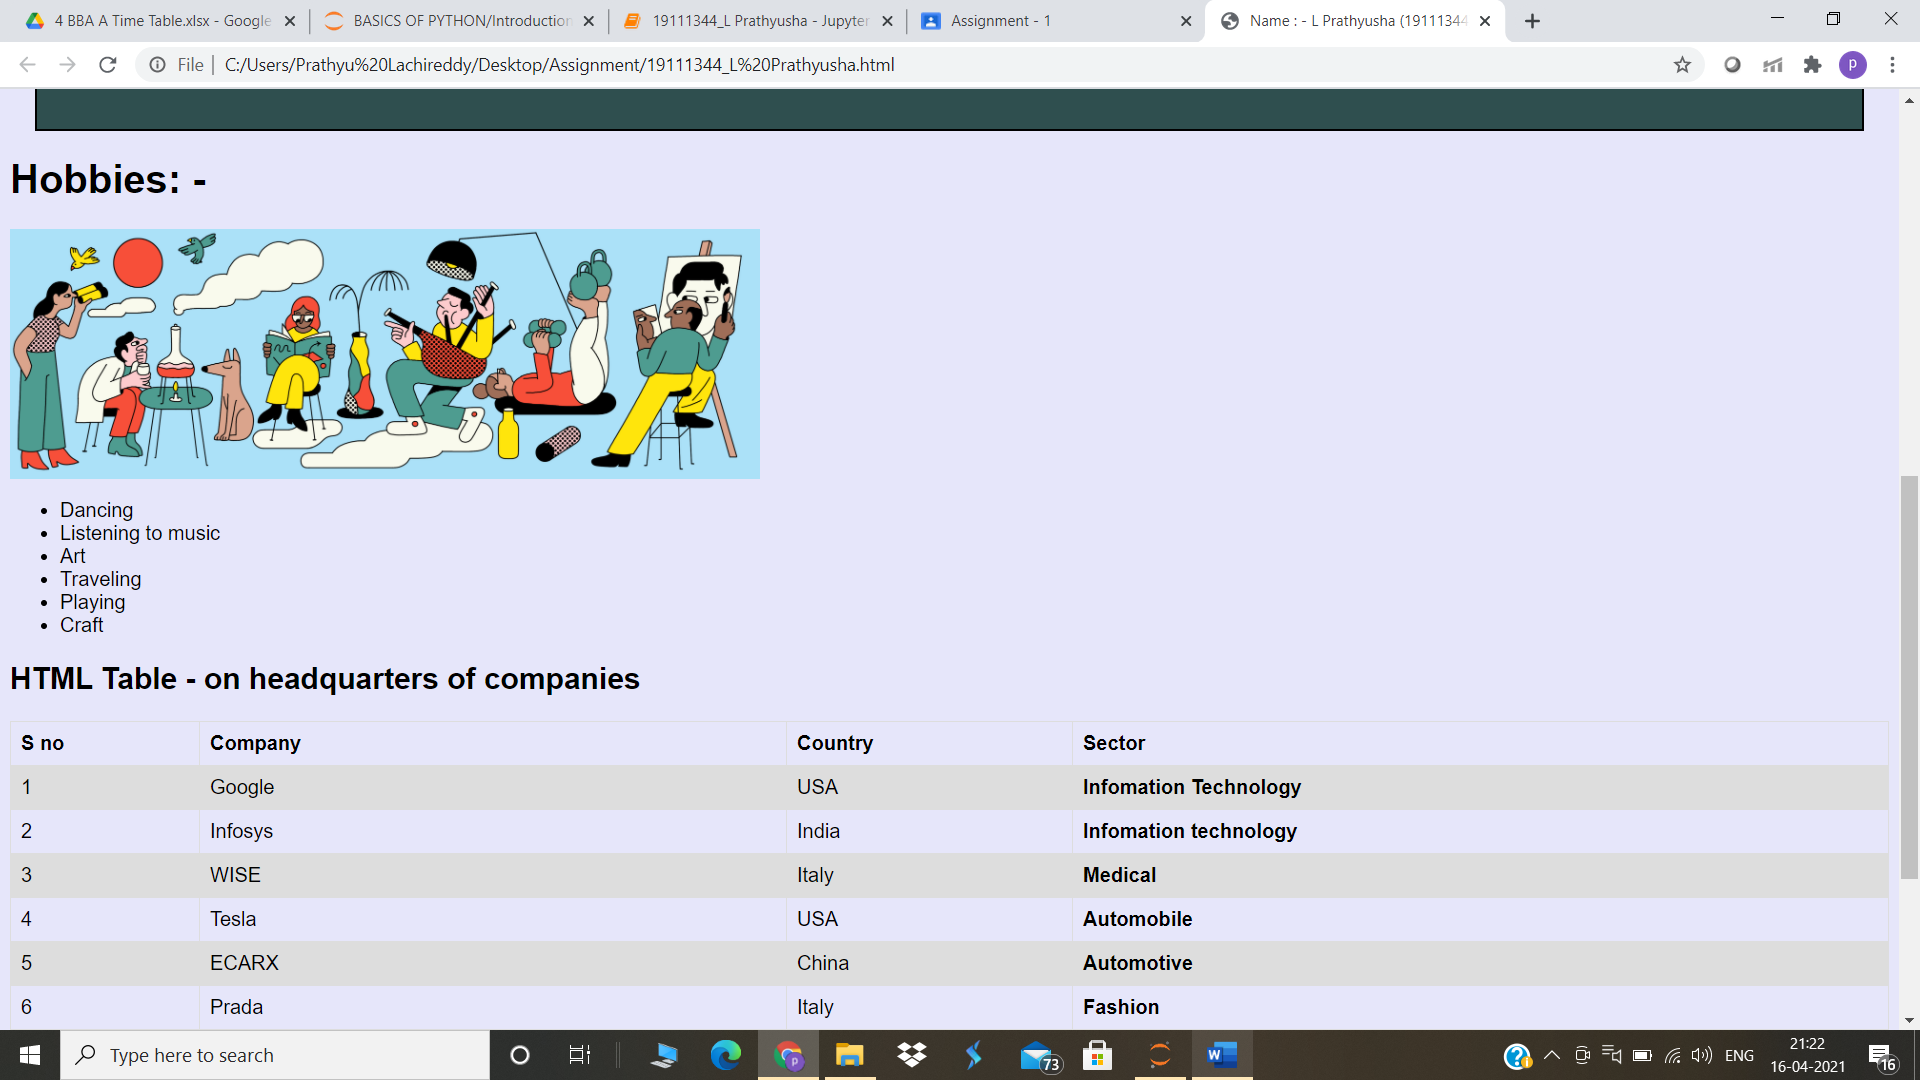 4 BBA A Time Table.xlsx - Google
BASICS OF PYTHON/Introduction
19111344_L Prathyusha - Jupyter
Assignment - 1
Name : - L Prathyusha (19111344
File
C:/Users/Prathyu%20Lachireddy/Desktop/Assignment/19111344_L%20Prathyusha.html
P
Hobbies: -
Dancing
Listening to music
Art
Traveling
Playing
Craft
HTML Table - on headquarters of companies
S no Company Country Sector
1 Google USA Infomation Technology
2 Infosys India Infomation technology
3 WISE Italy Medical
4 Tesla USA Automobile
5 ECARX China Automotive
6 Prada Italy Fashion
Type here to search
73
ENG
21:22
16-04-2021
16